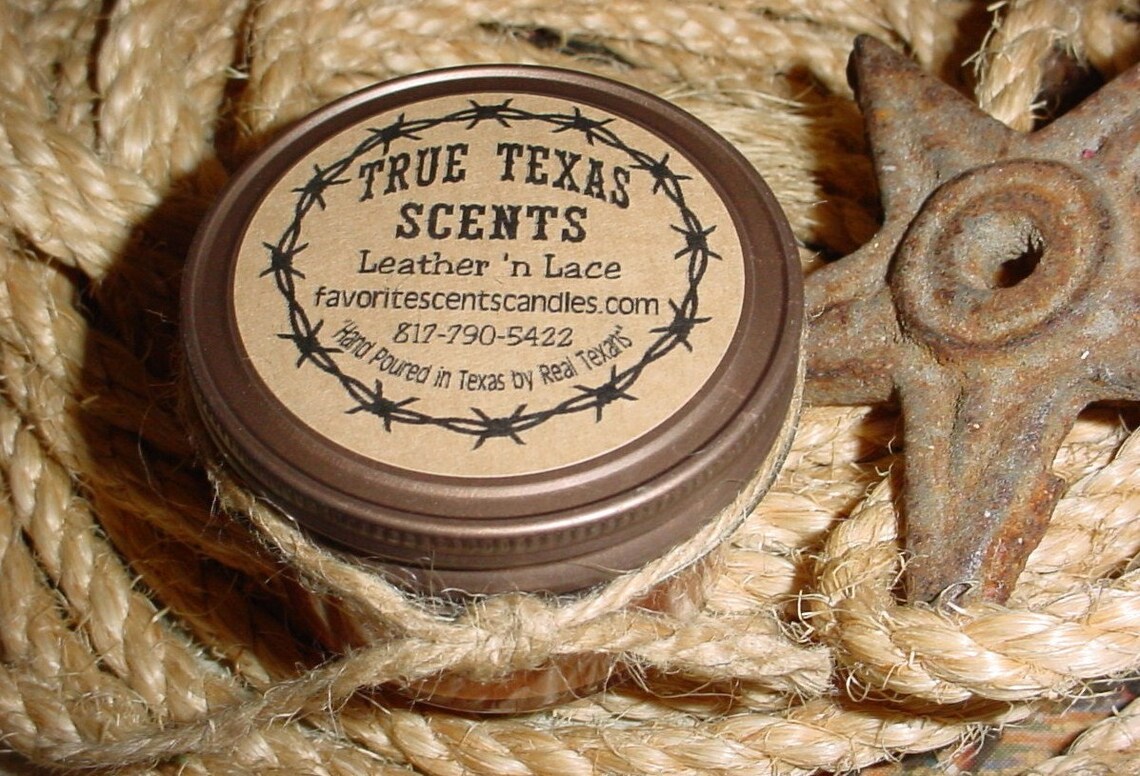 TRUE TEXAS
SCENTS
Leather 'n Lace
favoritescentscandles.com
817-790-5422
"Hand Poured in Texas by Real Texans"